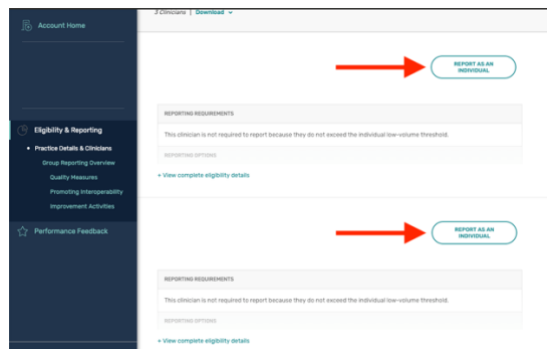 Account Home
Eligibility & Reporting
Practice Details & Clinicians
Group Reporting Overview
Quality Measures
Promoting Interoperability
Improvement Activities
Performance Feedback
2 Clinicians | Download
REPORT AS AN
INDIVIDUAL
REPORTING REQUIREMENTS
This clinician is not required to report because they do not exceed the individual low-volume threshold.
REPORTING OPTIONS
+ View complete eligibility details
REPORT AS AN
INDIVIDUAL
REPORTING REQUIREMENTS
This clinician is not required to report because they do not exceed the individual low-volume threshold.
REPORTING OPTIONS
+ View complete eligibility details